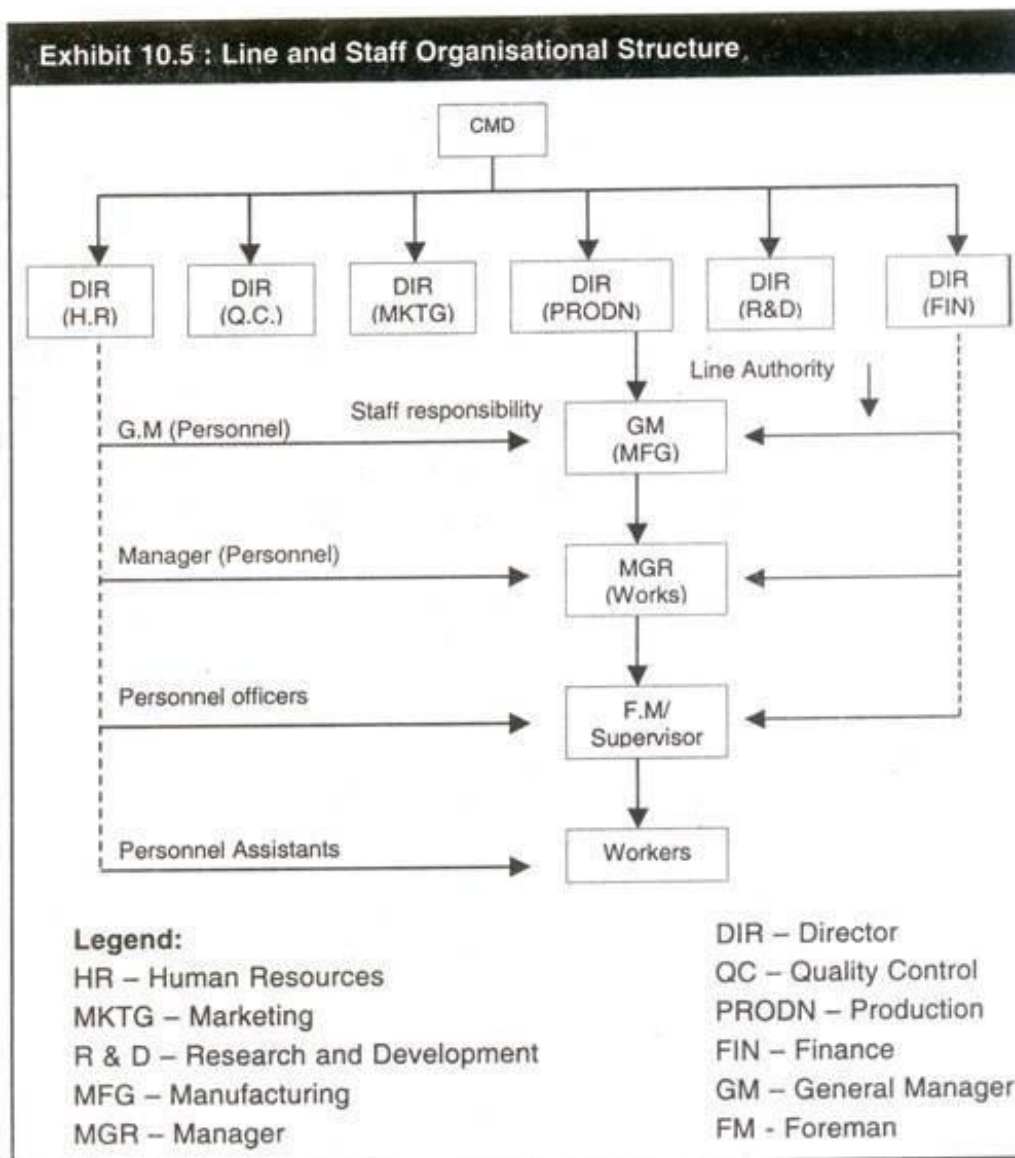 Exhibit 10.5 : Line and Staff Organisational Structure
CMD
DIR
(H.R)
DIR
(Q.C.)
DIR
(MKTG)
DIR
(PRODN)
DIR
(R&D)
DIR
(FIN)
Line Authority
Staff responsibility
G.M (Personnel)
GM
(MFG)
Manager (Personnel)
MGR
(Works)
Personnel officers
F.M/
Supervisor
Personnel Assistants
Workers
Legend:
HR – Human Resources
MKTG – Marketing
R & D – Research and Development
MFG – Manufacturing
MGR – Manager
DIR – Director
QC – Quality Control
PRODN – Production
FIN – Finance
GM – General Manager
FM - Foreman